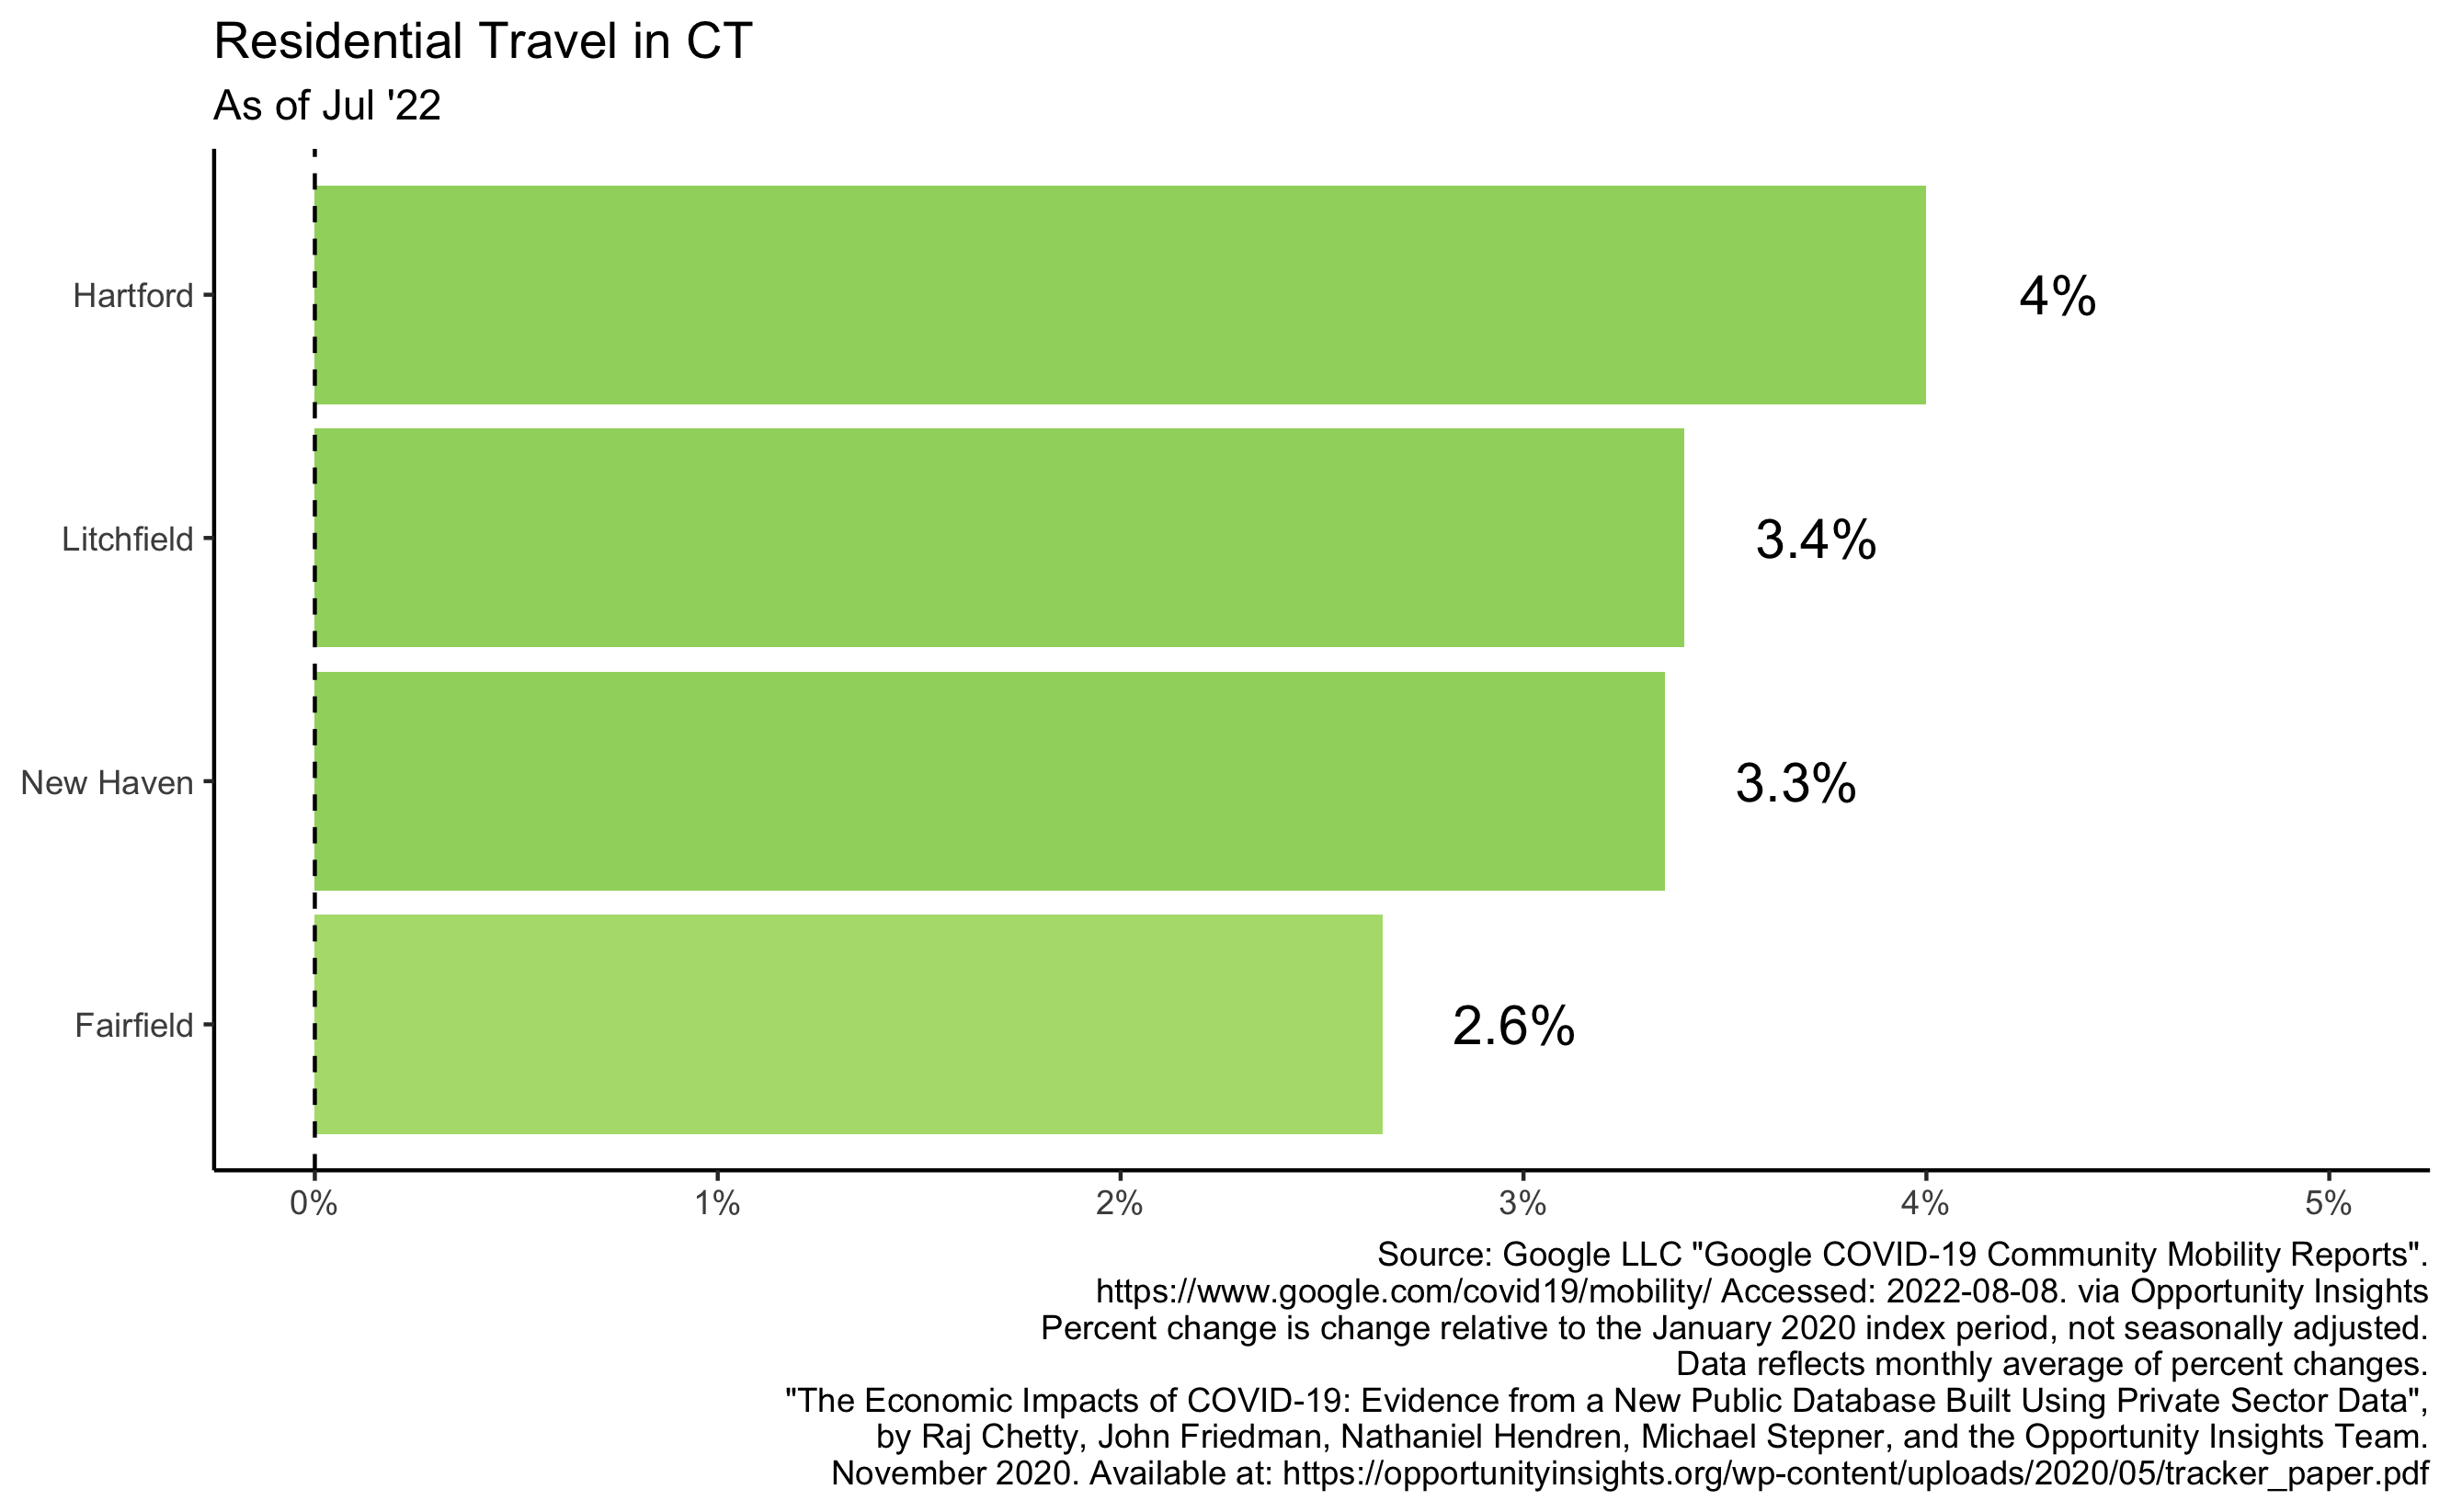 Residential Travel in CT
As of Jul '22
Hartford
4%
Litchfield
3.4%
New Haven
3.3%
Fairfield
2.6%
0% 1% 2% 3% 4% 5%
Source: Google LLC "Google COVID-19 Community Mobility Reports".
https://www.google.com/covid19/mobility/ Accessed: 2022-08-08. via Opportunity Insights
Percent change is change relative to the January 2020 index period, not seasonally adjusted.
Data reflects monthly average of percent changes.
"The Economic Impacts of COVID-19: Evidence from a New Public Database Built Using Private Sector Data",
by Raj Chetty, John Friedman, Nathaniel Hendren, Michael Stepner, and the Opportunity Insights Team.
November 2020. Available at: https://opportunityinsights.org/wp-content/uploads/2020/05/tracker_paper.pdf